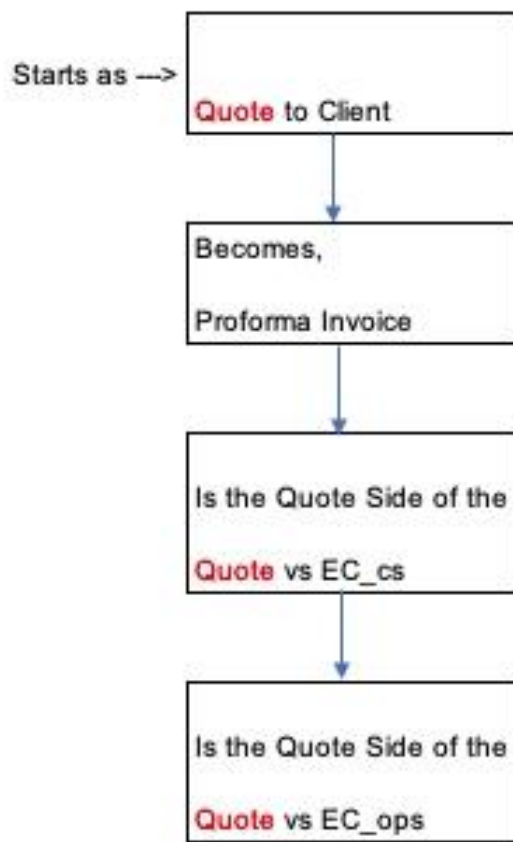 Starts as --->
Quote to Client
Becomes,
Proforma Invoice
Is the Quote Side of the
Quote vs EC_cs
Is the Quote Side of the
Quote vs EC_ops